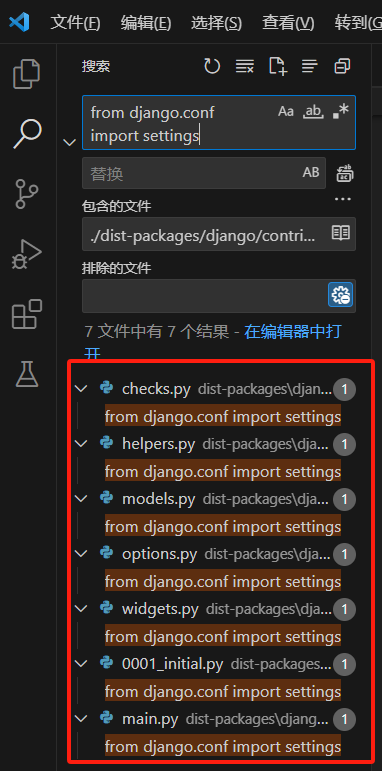 文件(F) 编辑(E) 选择(S) 查看(V) 转到(G
搜索
from django.conf
import settings
Aa ab
替换 AB
包含的文件
./dist-packages/django/contri...
排除的文件
7 文件中有 7 个结果 - 在编辑器中打
开
checks.py dist-packages\djan... 1
from django.conf import settings
helpers.py dist-packages\dja... 1
from django.conf import settings
models.py dist-packages\dja... 1
from django.conf import settings
options.py dist-packages\dja... 1
from django.conf import settings
widgets.py dist-packages\dja... 1
from django.conf import settings
0001_initial.py dist-packages... 1
from django.conf import settings
main.py dist-packages\djang... 1
from django.conf import settings